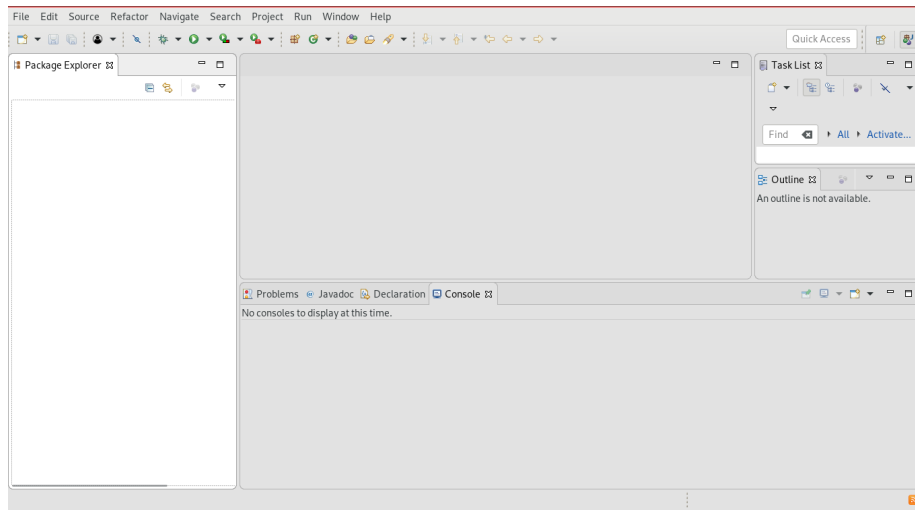 File Edit Source Refactor Navigate Search Project Run Window Help
Quick Access
Package Explorer
Task List
Find All Activate...
Outline
An outline is not available.
Problems Javadoc Declaration Console
No consoles to display at this time.